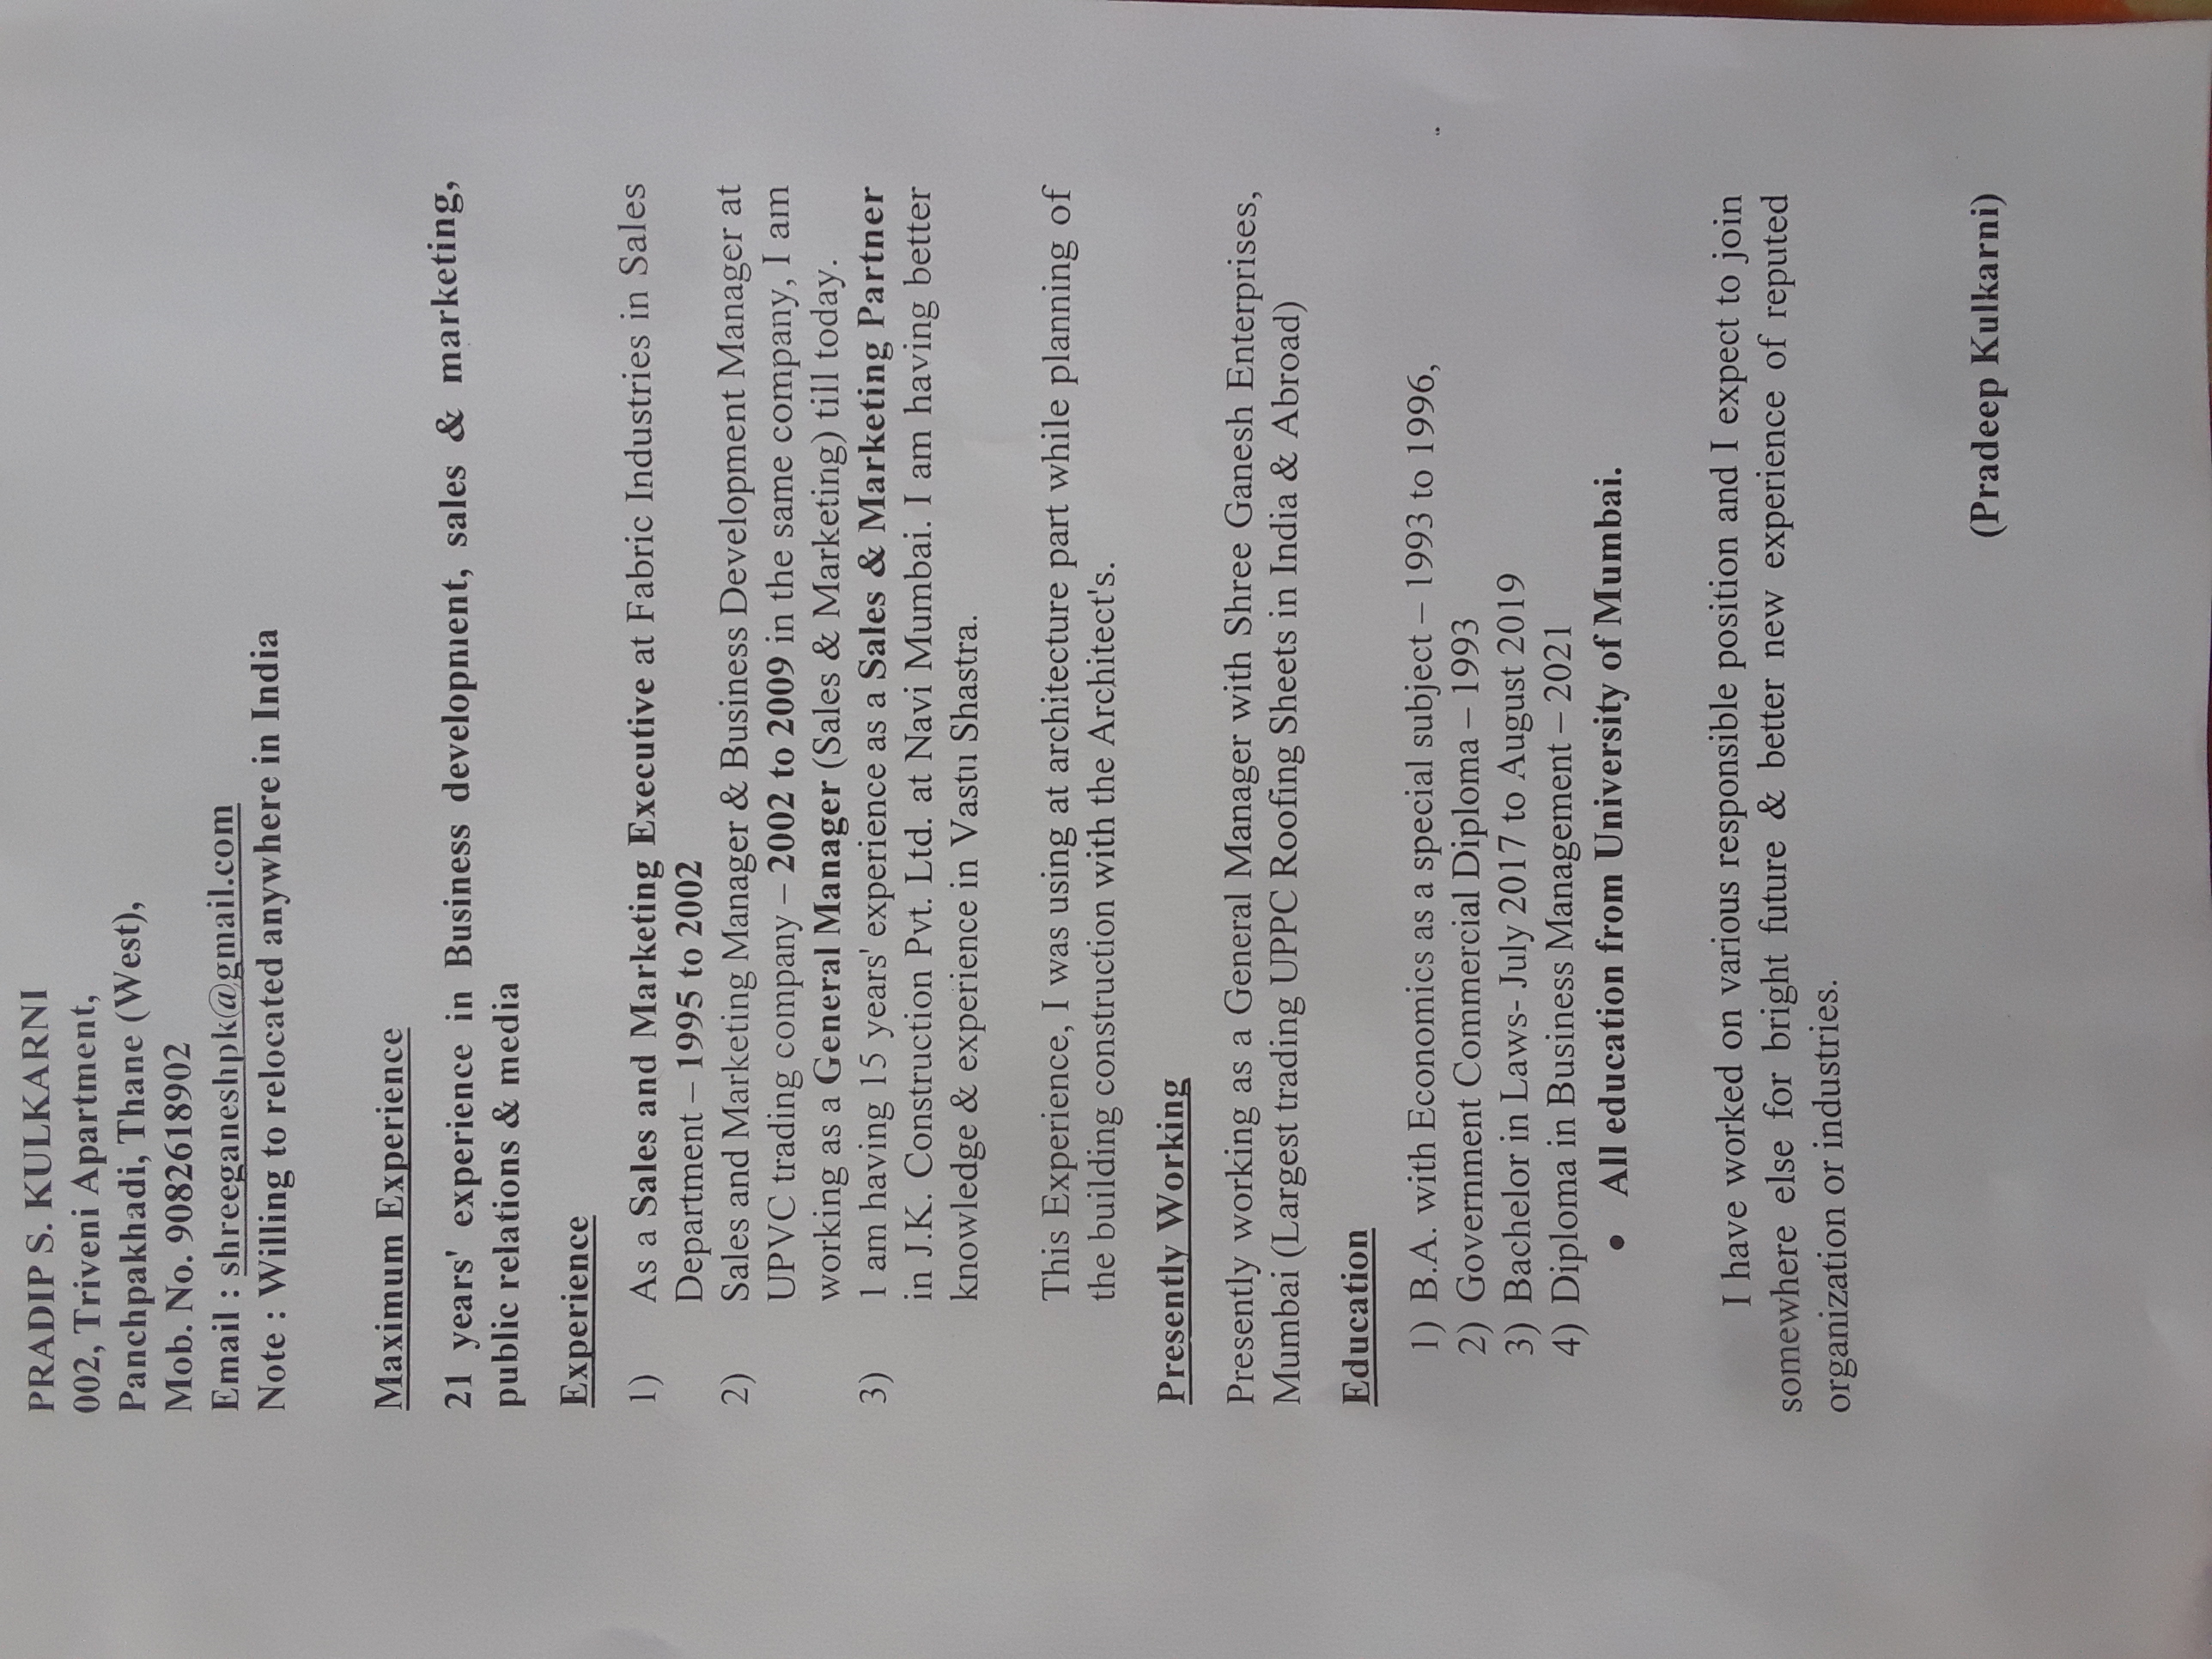 PRADIP S. KULKARNI
002, Triveni Apartment,
Panchpakhadi, Thane (West),
Mob. No. 9082618902
Email : shreeganeshpk@gmail.com
Note : Willing to relocated anywhere in India
Maximum Experience
21 years' experience in Business development, sales & marketing,
public relations & media
Experience
1) As a Sales and Marketing Executive at Fabric Industries in Sales
Department – 1995 to 2002
2) Sales and Marketing Manager & Business Development Manager at
UPVC trading company – 2002 to 2009 in the same company, I am
working as a General Manager (Sales & Marketing) till today.
3) I am having 15 years' experience as a Sales & Marketing Partner
in J.K. Construction Pvt. Ltd. at Navi Mumbai. I am having better
knowledge & experience in Vastu Shastra.
This Experience, I was using at architecture part while planning of
the building construction with the Architect's.
Presently Working
Presently working as a General Manager with Shree Ganesh Enterprises,
Mumbai (Largest trading UPPC Roofing Sheets in India & Abroad)
Education
1) B.A. with Economics as a special subject – 1993 to 1996,
2) Government Commercial Diploma – 1993
3) Bachelor in Laws- July 2017 to August 2019
4) Diploma in Business Management – 2021
• All education from University of Mumbai.
I have worked on various responsible position and I expect to join
somewhere else for bright future & better new experience of reputed
organization or industries.
(Pradeep Kulkarni)